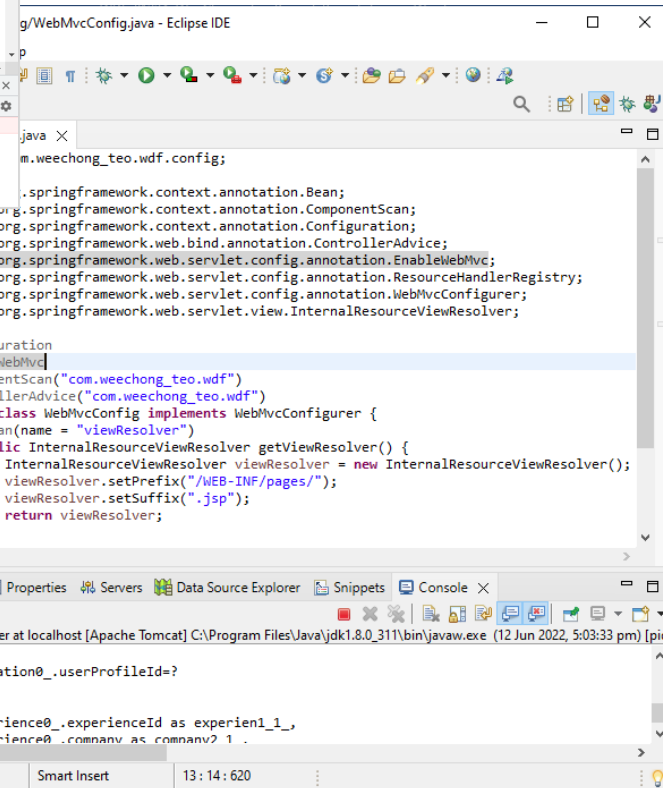 g/WebMvcConfig.java - Eclipse IDE
p
.java
m.weechong_teo.wdf.config;
.springframework.context.annotation.Bean;
org.springframework.context.annotation.ComponentScan;
org.springframework.context.annotation.Configuration;
org.springframework.web.bind.annotation.ControllerAdvice;
org.springframework.web.servlet.config.annotation.EnableWebMvc;
org.springframework.web.servlet.config.annotation.ResourceHandlerRegistry;
org.springframework.web.servlet.config.annotation.WebMvcConfigurer;
org.springframework.web.servlet.view.InternalResourceViewResolver;
uration
WebMvc
entScan("com.weechong_teo.wdf")
llerAdvice("com.weechong_teo.wdf")
class WebMvcConfig implements WebMvcConfigurer {
an(name = "viewResolver")
lic InternalResourceViewResolver getViewResolver() {
InternalResourceViewResolver viewResolver = new InternalResourceViewResolver();
viewResolver.setPrefix("/WEB-INF/pages/");
viewResolver.setSuffix(".jsp");
return viewResolver;
Properties Servers Data Source Explorer Snippets Console
er at localhost [Apache Tomcat] C:\Program Files\Java\jdk1.8.0_311\bin\javaw.exe (12 Jun 2022, 5:03:33 pm) [pi
ation0_.userProfileId=?
rience0_.experienceId as experien1_1_,
rience0_.company as company2_1_,
Smart Insert 13 : 14 : 620